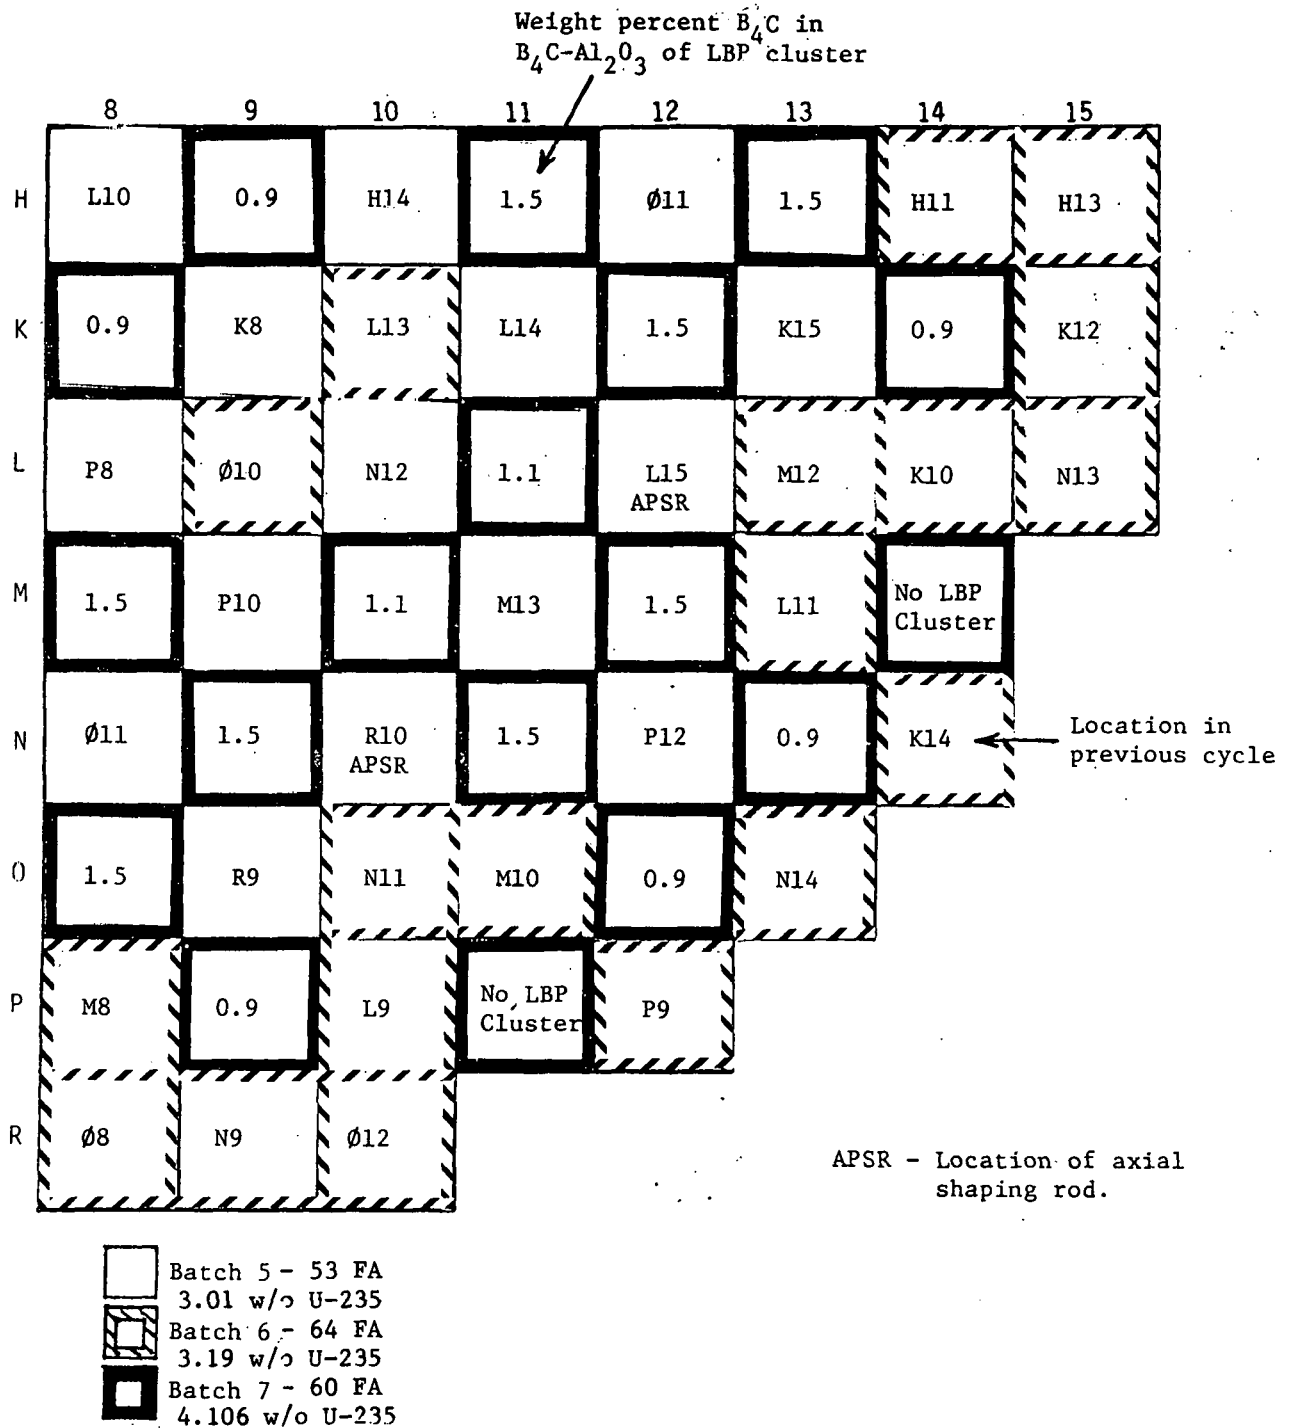 Weight percent B₄C in
B₄C-Al₂O₃ of LBP cluster
8 9 10 11 12 13 14 15
H L10 0.9 H14 1.5 Ø11 1.5 H11 H13
K 0.9 K8 L13 L14 1.5 K15 0.9 K12
L P8 Ø10 N12 1.1 L15 M12 K10 N13
APSR
M 1.5 P10 1.1 M13 1.5 L11 No LBP
Cluster
N Ø11 1.5 R10 1.5 P12 0.9 K14
APSR
Location in
previous cycle
O 1.5 R9 N11 M10 0.9 N14
P M8 0.9 L9 No LBP P9
Cluster
R Ø8 N9 Ø12
APSR - Location of axial
shaping rod.
Batch 5 - 53 FA
3.01 w/o U-235
Batch 6 - 64 FA
3.19 w/o U-235
Batch 7 - 60 FA
4.106 w/o U-235